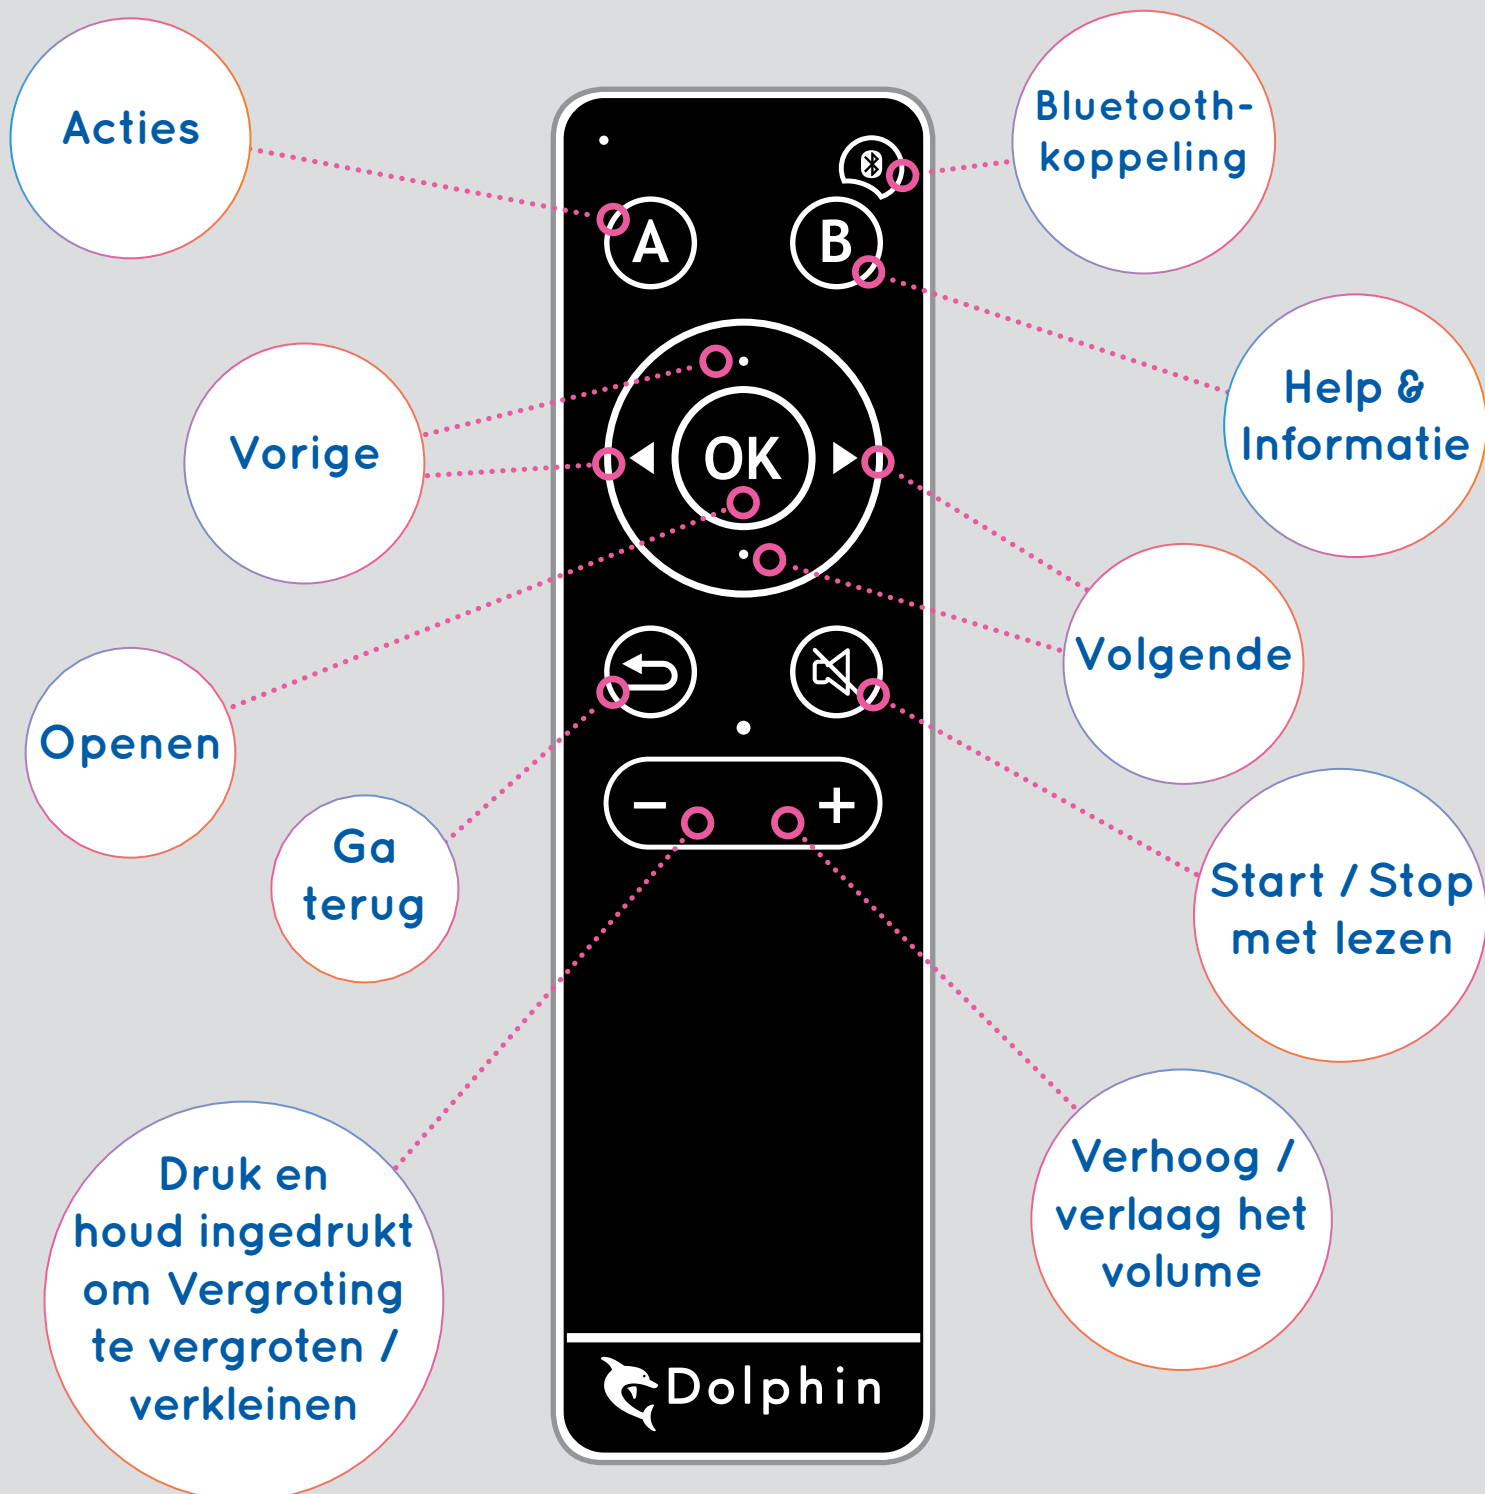 Acties
Bluetooth-
koppeling
A
B
Help &
Informatie
Vorige
OK
Volgende
Openen
Ga
terug
Start / Stop
met lezen
Druk en
houd ingedrukt
om Vergroting
te vergroten /
verkleinen
Verhoog /
verlaag het
volume
Dolphin